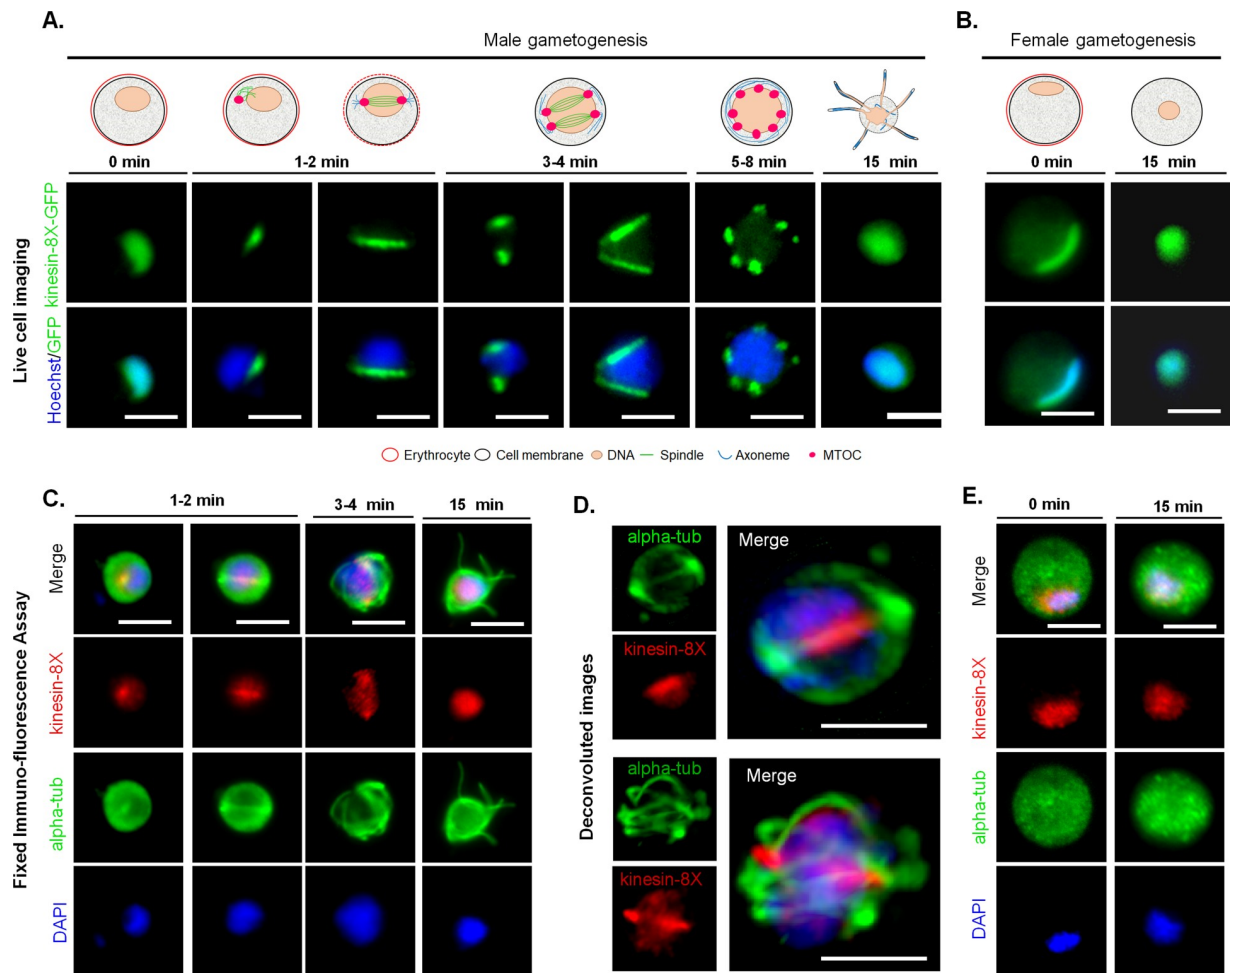 A.
B.
Male gametogenesis
Female gametogenesis
0 min
1-2 min
3-4 min
5-8 min
15 min
0 min
15 min
Live cell imaging
kinesin-8X-GFP
Hoechst/GFP
Erythrocyte
Cell membrane
DNA
Spindle
Axoneme
MTOC
C.
1-2 min
3-4 min
15 min
Fixed Immuno-fluorescence Assay
Merge
kinesin-8X
alpha-tub
DAPI
D.
Deconvoluted images
alpha-tub
Merge
kinesin-8X
alpha-tub
Merge
kinesin-8X
E.
0 min
15 min
Merge
kinesin-8X
alpha-tub
DAPI